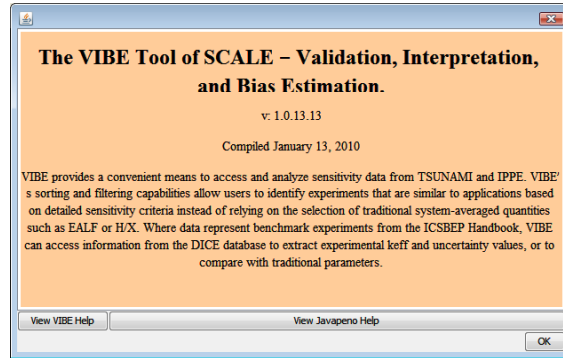 The VIBE Tool of SCALE – Validation, Interpretation,
and Bias Estimation.
v: 1.0.13.13
Compiled January 13, 2010
VIBE provides a convenient means to access and analyze sensitivity data from TSUNAMI and IPPE. VIBE'
s sorting and filtering capabilities allow users to identify experiments that are similar to applications based
on detailed sensitivity criteria instead of relying on the selection of traditional system-averaged quantities
such as EALF or H/X. Where data represent benchmark experiments from the ICSBEP Handbook, VIBE
can access information from the DICE database to extract experimental keff and uncertainty values, or to
compare with traditional parameters.
View VIBE Help View Javapeno Help
OK